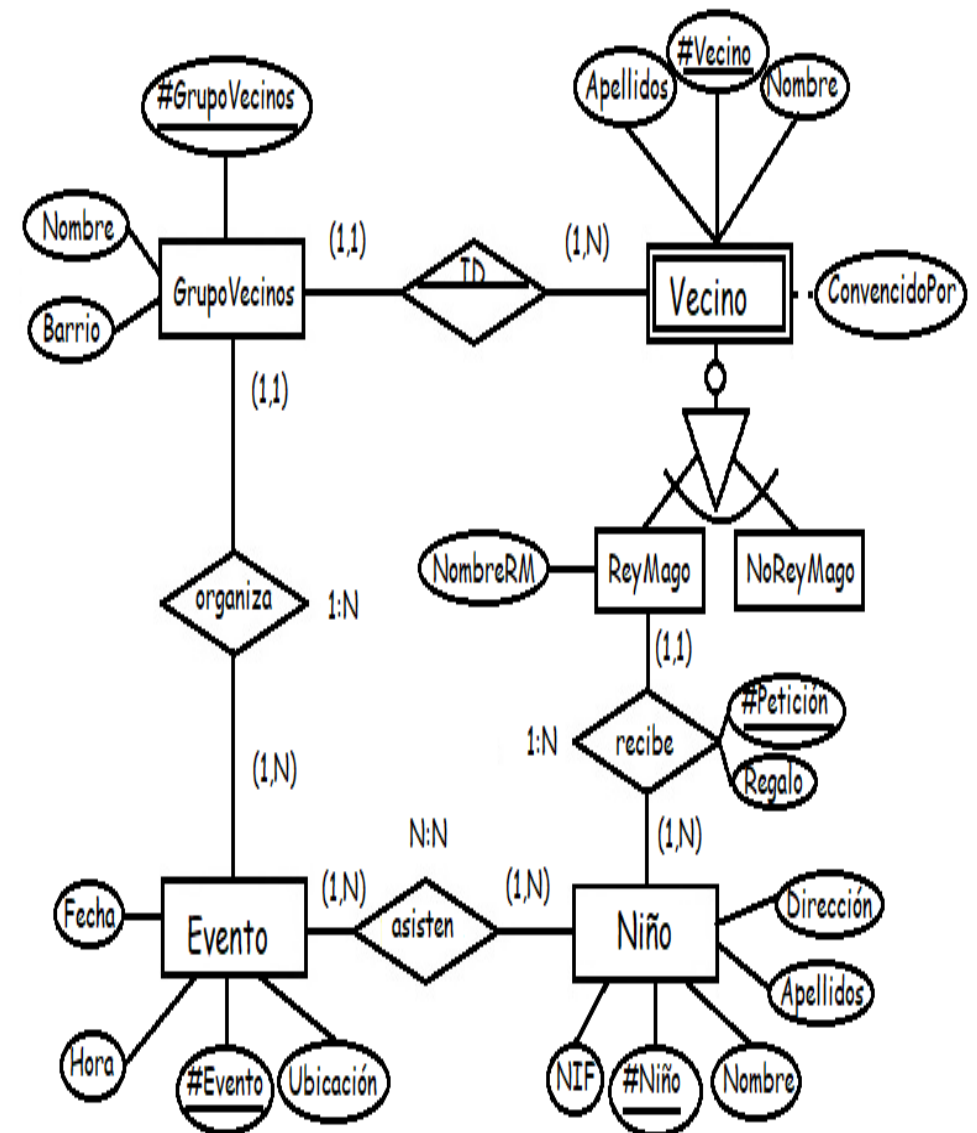 #Vecino
Apellidos
Nombre
#GrupoVecinos
Nombre
(1,1)
(1,N)
GrupoVecinos
ID
Vecino
ConvencidoPor
Barrio
(1,1)
NombreRM
ReyMago
NoReyMago
organiza
1:N
(1,1)
#Petición
1:N
recibe
Regalo
(1,N)
N:N
(1,N)
(1,N)
(1,N)
Fecha
Evento
asisten
Niño
Dirección
Apellidos
Hora
#Evento
Ubicación
NIF
#Niño
Nombre